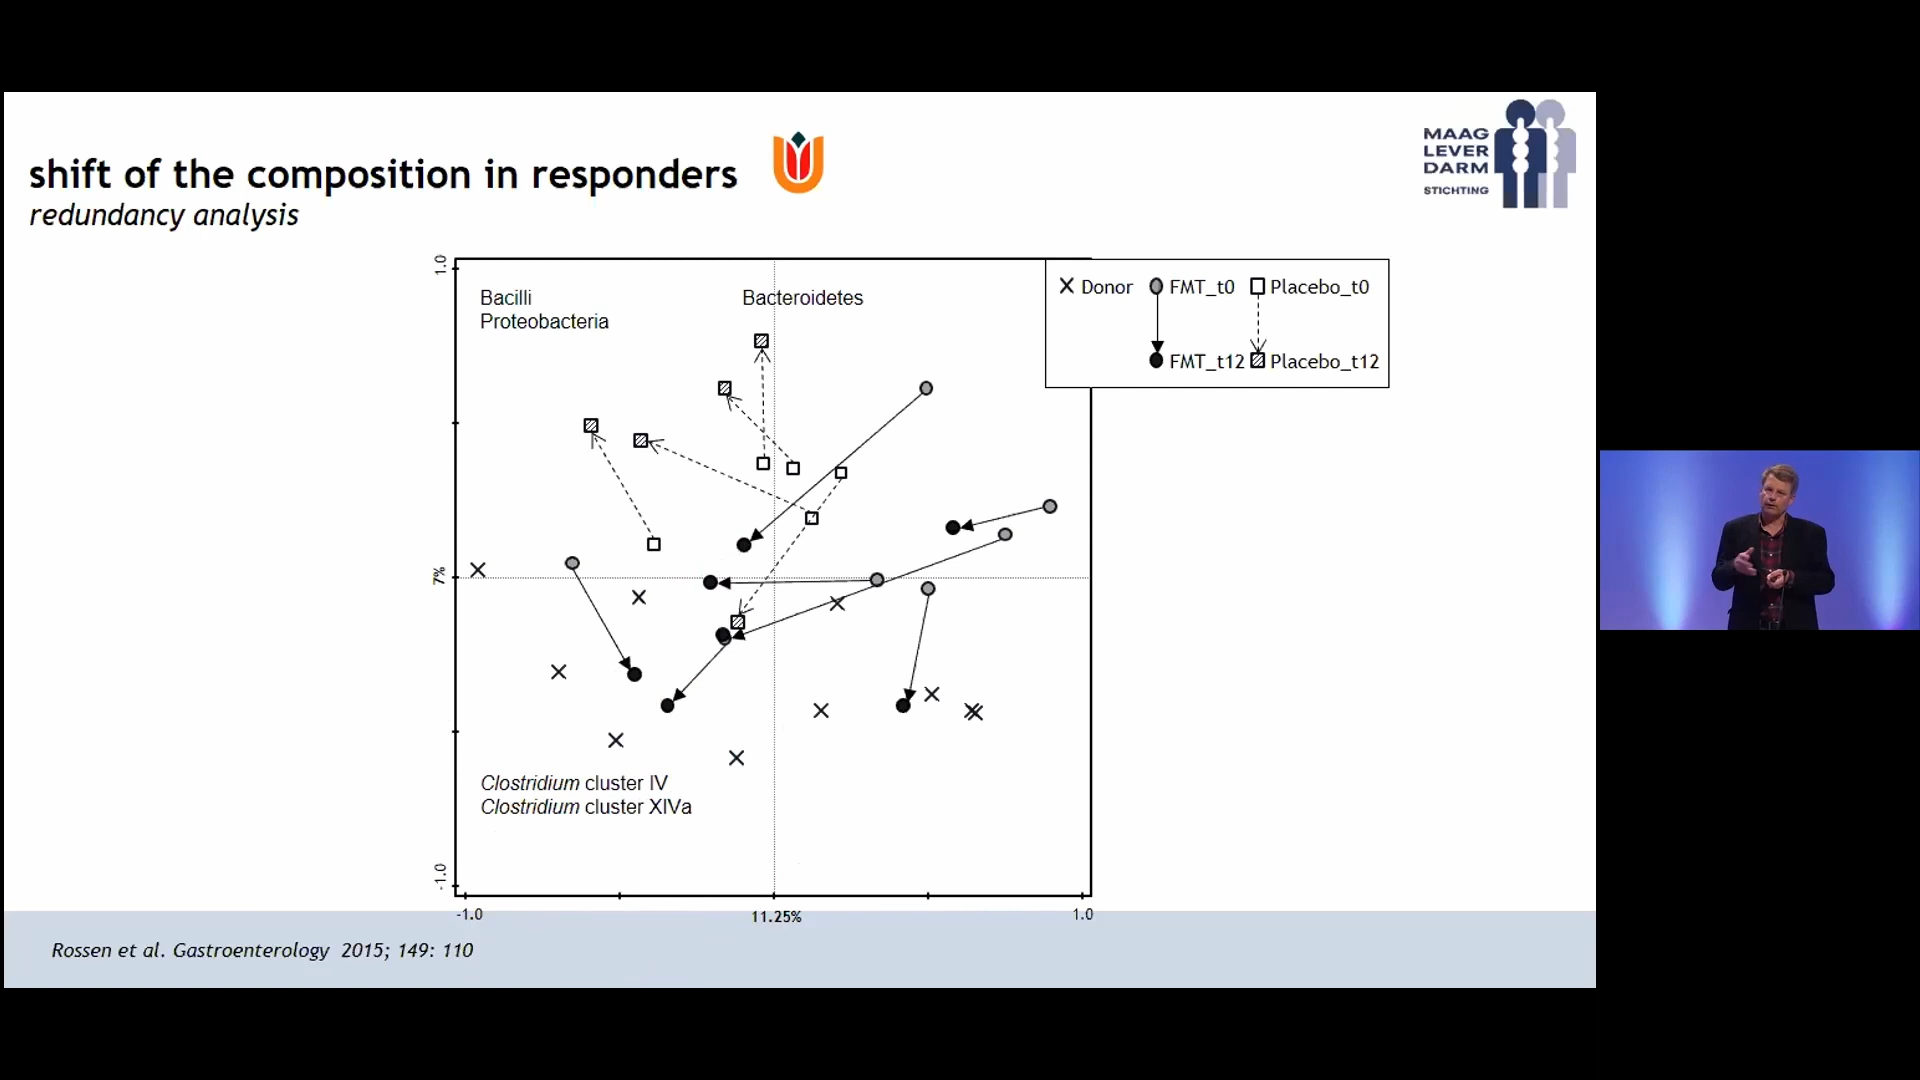 shift of the composition in responders
redundancy analysis
MAAG
LEVER
DARM
STICHTING
1.0
Bacilli
Proteobacteria
Bacteroidetes
Donor FMT_t0 Placebo_t0
FMT_t12 Placebo_t12
7%
Clostridium cluster IV
Clostridium cluster XIVa
-1.0
-1.0 11.25% 1.0
Rossen et al. Gastroenterology 2015; 149: 110